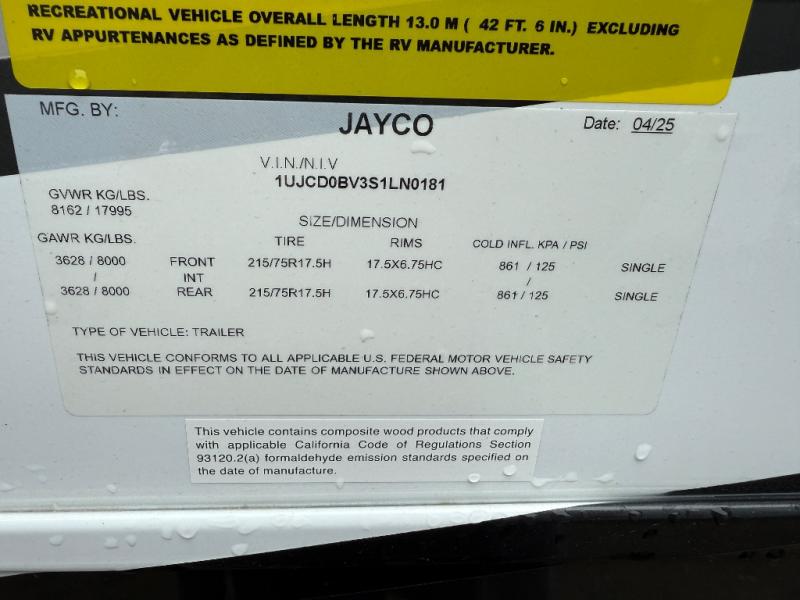 RECREATIONAL VEHICLE OVERALL LENGTH 13.0 M ( 42 FT. 6 IN.) EXCLUDING
RV APPURTENANCES AS DEFINED BY THE RV MANUFACTURER.
MFG. BY: JAYCO Date: 04/25
V.I.N./N.I.V
1UJCD0BV3S1LN0181
GVWR KG/LBS.
8162 / 17995
SIZE/DIMENSION
GAWR KG/LBS. TIRE RIMS COLD INFL. KPA / PSI
3628 / 8000 FRONT 215/75R17.5H 17.5X6.75HC 861 / 125 SINGLE
/ INT /
3628 / 8000 REAR 215/75R17.5H 17.5X6.75HC 861 / 125 SINGLE
TYPE OF VEHICLE: TRAILER
THIS VEHICLE CONFORMS TO ALL APPLICABLE U.S. FEDERAL MOTOR VEHICLE SAFETY
STANDARDS IN EFFECT ON THE DATE OF MANUFACTURE SHOWN ABOVE.
This vehicle contains composite wood products that comply
with applicable California Code of Regulations Section
93120.2(a) formaldehyde emission standards specified on
the date of manufacture.